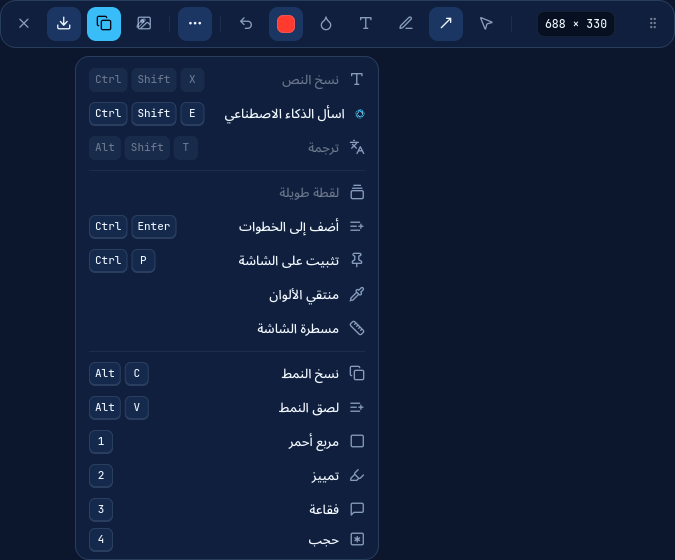 688 × 330
نسخ النص Ctrl Shift X
اسأل الذكاء الاصطناعي Ctrl Shift E
ترجمة Alt Shift T
لقطة طويلة
أضف إلى الخطوات Ctrl Enter
تثبيت على الشاشة Ctrl P
منتقي الألوان
مسطرة الشاشة
نسخ النمط Alt C
لصق النمط Alt V
مربع أحمر 1
تمييز 2
فقاعة 3
حجب 4